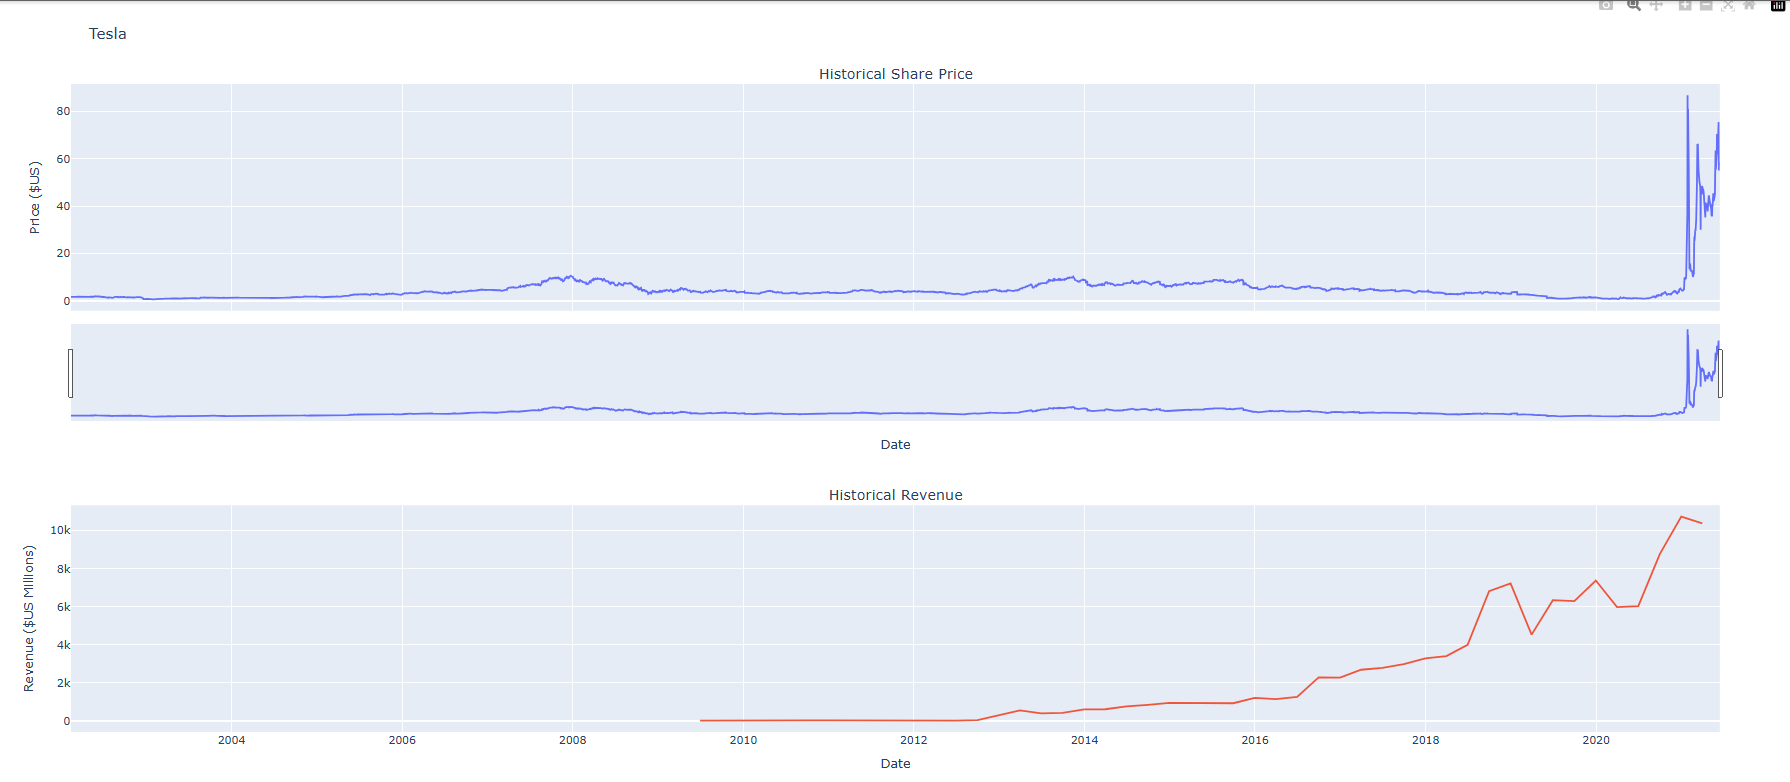 Tesla
Historical Share Price
Price ($US)
80
60
40
20
0
Date
Historical Revenue
Revenue ($US Millions)
10k
8k
6k
4k
2k
0
2004 2006 2008 2010 2012 2014 2016 2018 2020
Date